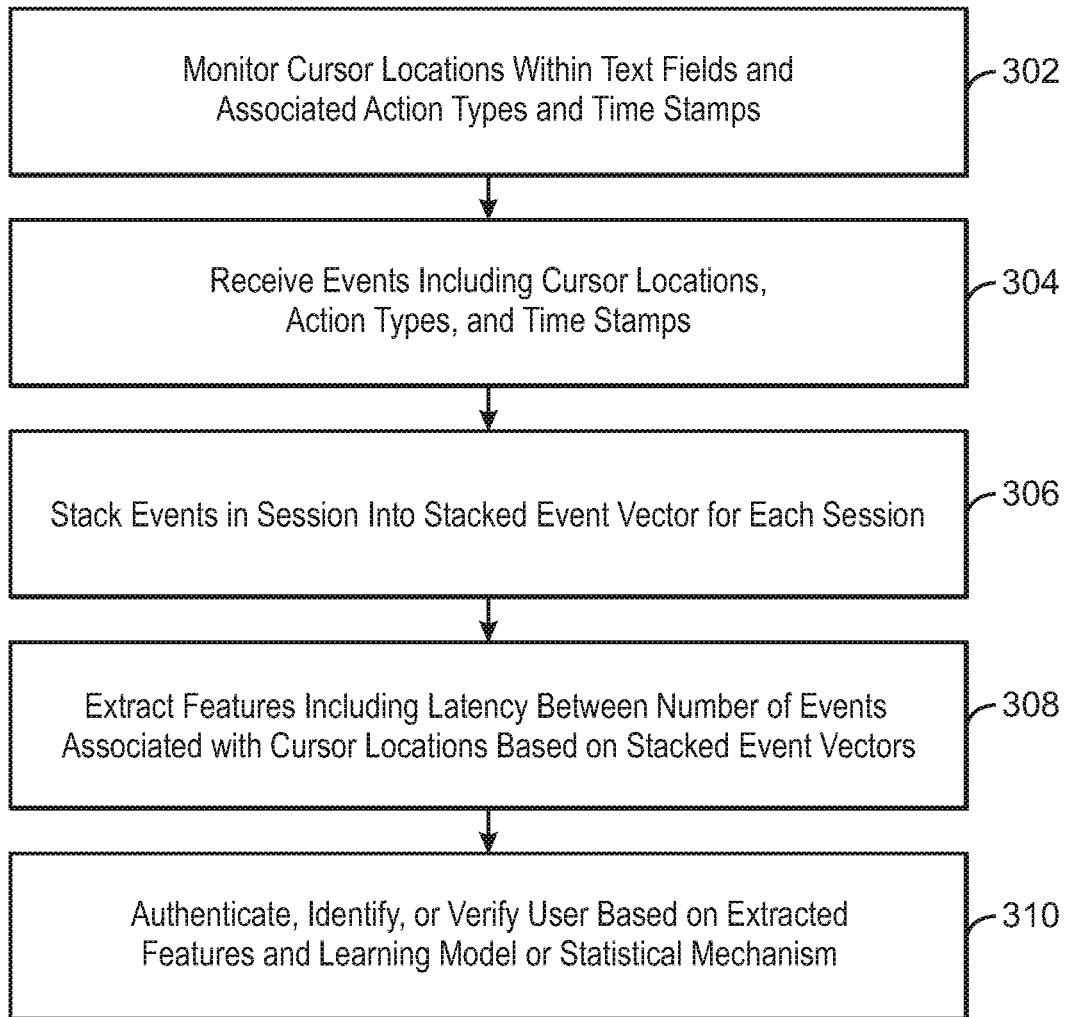 Monitor Cursor Locations Within Text Fields and
Associated Action Types and Time Stamps
302
Receive Events Including Cursor Locations,
Action Types, and Time Stamps
304
Stack Events in Session Into Stacked Event Vector for Each Session
306
Extract Features Including Latency Between Number of Events
Associated with Cursor Locations Based on Stacked Event Vectors
308
Authenticate, Identify, or Verify User Based on Extracted
Features and Learning Model or Statistical Mechanism
310